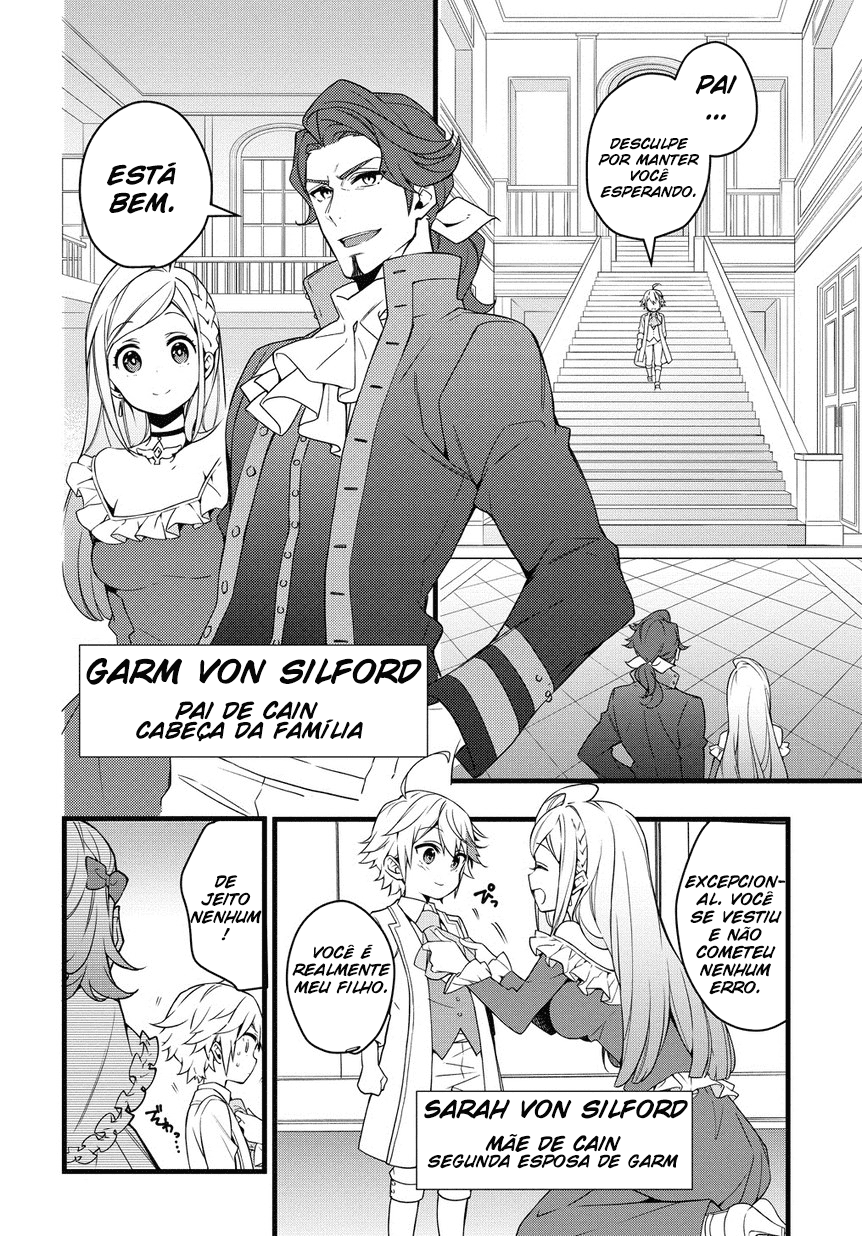 PAI
...
DESCULPE
POR MANTER
VOCÊ
ESPERANDO.
ESTÁ
BEM.
GARM VON SILFORD
PAI DE CAIN
CABEÇA DA FAMÍLIA
EXCEPCION-
AL. VOCÊ
SE VESTIU
E NÃO
COMETEU
NENHUM
ERRO.
VOCÊ É
REALMENTE
MEU FILHO.
ぴっ
SARAH VON SILFORD
MÃE DE CAIN
SEGUNDA ESPOSA DE GARM
DE
JEITO
NENHUM
!